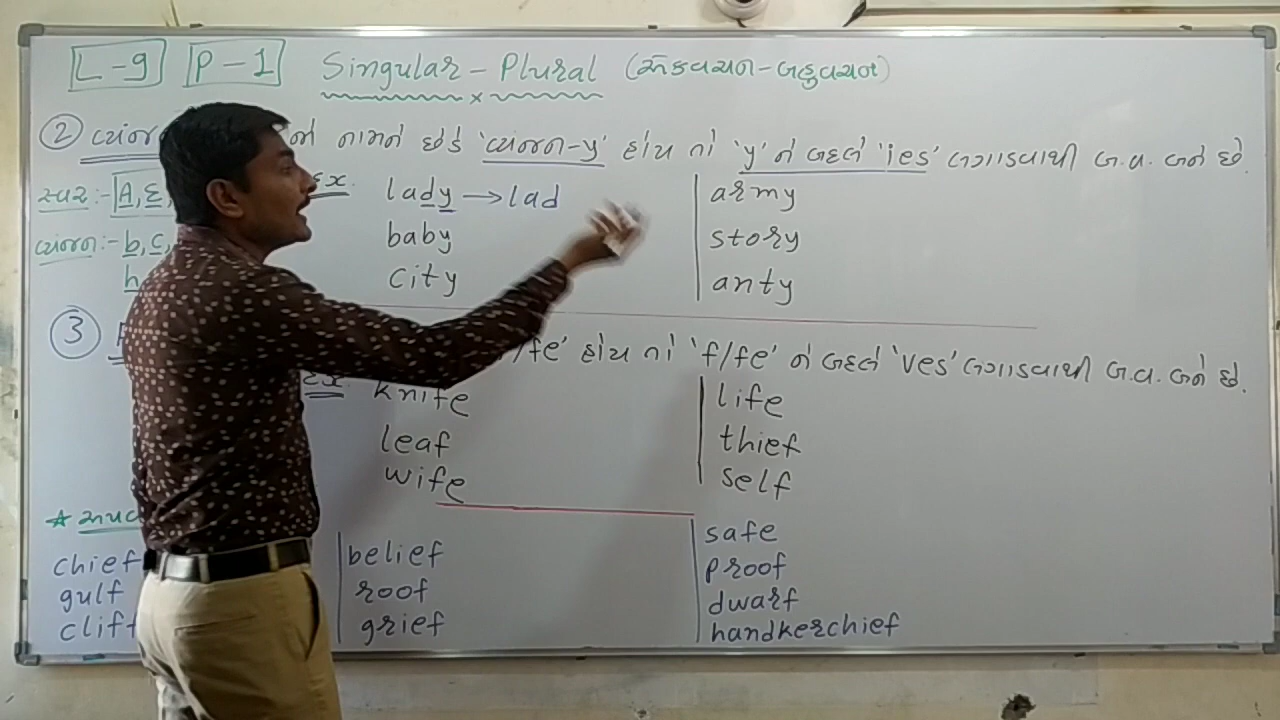 L-9 P-1 Singular - Plural (એકવચન-બહુવચન)
② નામને છેડે 'વ્યંજન-y' હોય તો 'y' ને બદલે 'ies' લગાડવાથી બ.વ. બને છે.
સ્વર :- A, E, Ex lady → lad army
વ્યંજન :- b, c, baby story
h city anty
③ /fe' હોય તો 'f/fe' ને બદલે 'ves' લગાડવાથી બ.વ. બને છે.
Ex knife life
leaf thief
wife self
chief belief safe
gulf roof proof
cliff grief dwarf
handkerchief